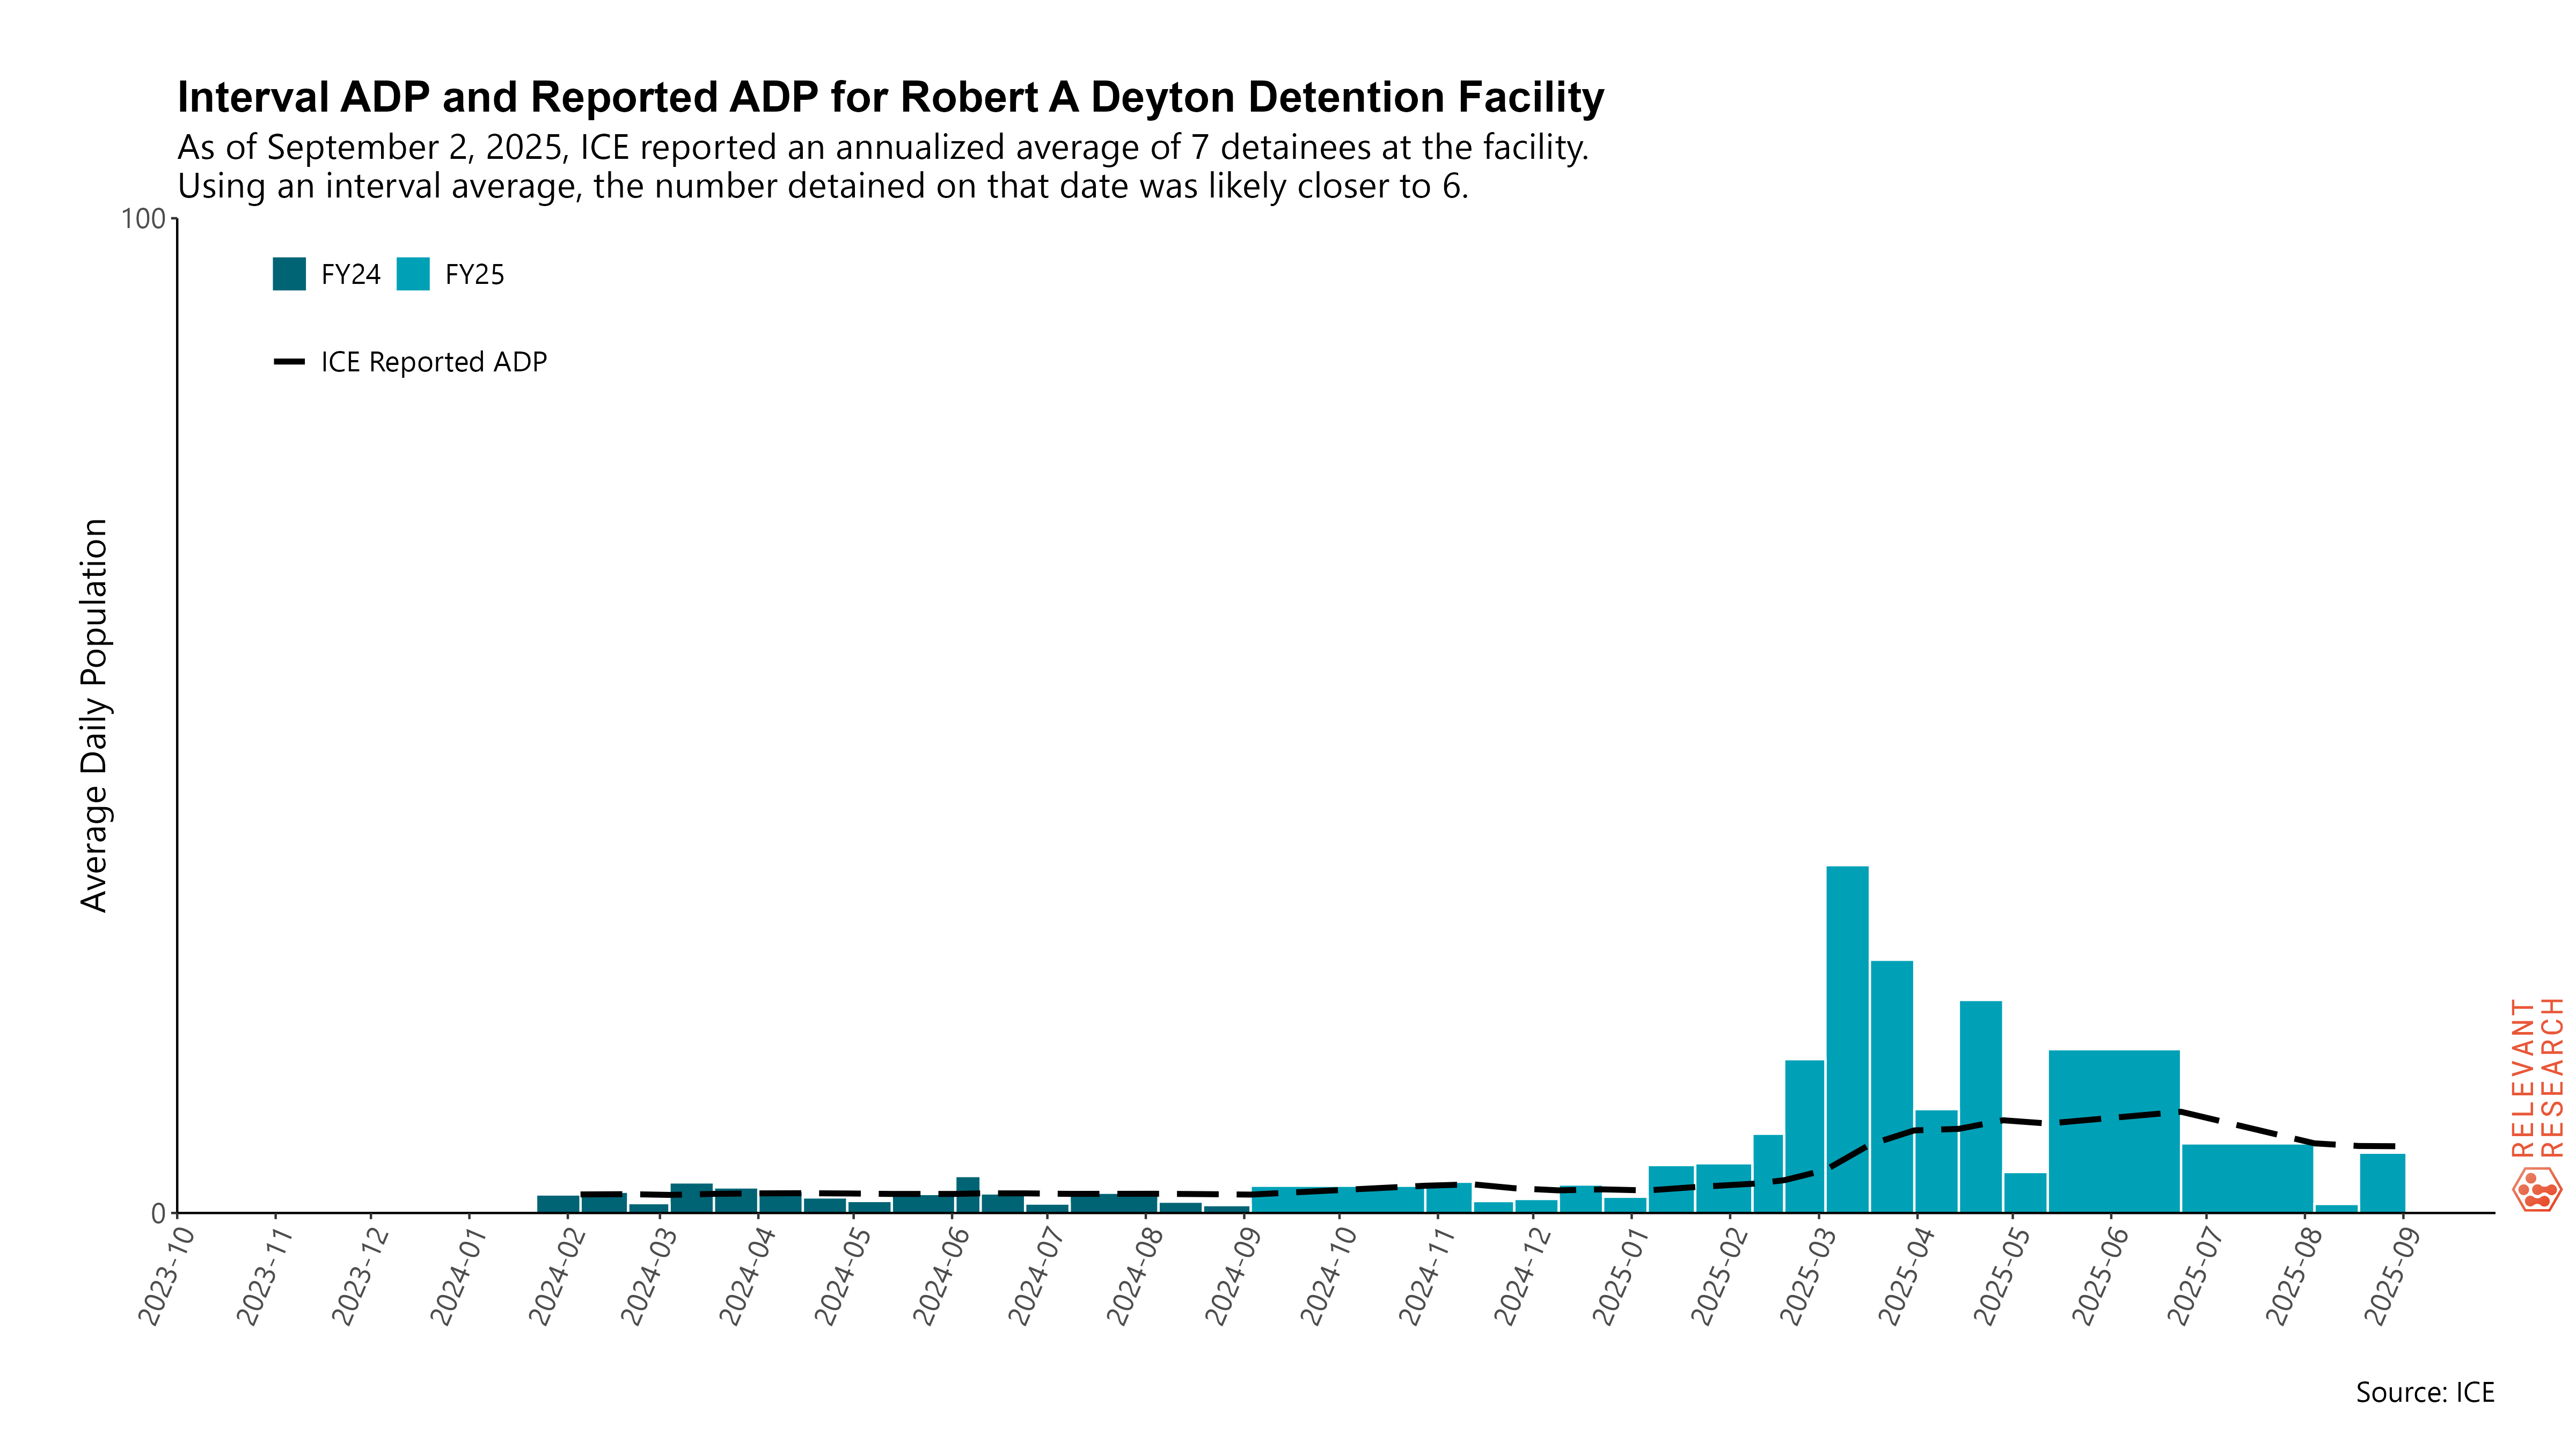 Interval ADP and Reported ADP for Robert A Deyton Detention Facility
As of September 2, 2025, ICE reported an annualized average of 7 detainees at the facility.
Using an interval average, the number detained on that date was likely closer to 6.
100
FY24 FY25
ICE Reported ADP
Average Daily Population
0
2023-10
2023-11
2023-12
2024-01
2024-02
2024-03
2024-04
2024-05
2024-06
2024-07
2024-08
2024-09
2024-10
2024-11
2024-12
2025-01
2025-02
2025-03
2025-04
2025-05
2025-06
2025-07
2025-08
2025-09
RELEVANT
RESEARCH
Source: ICE